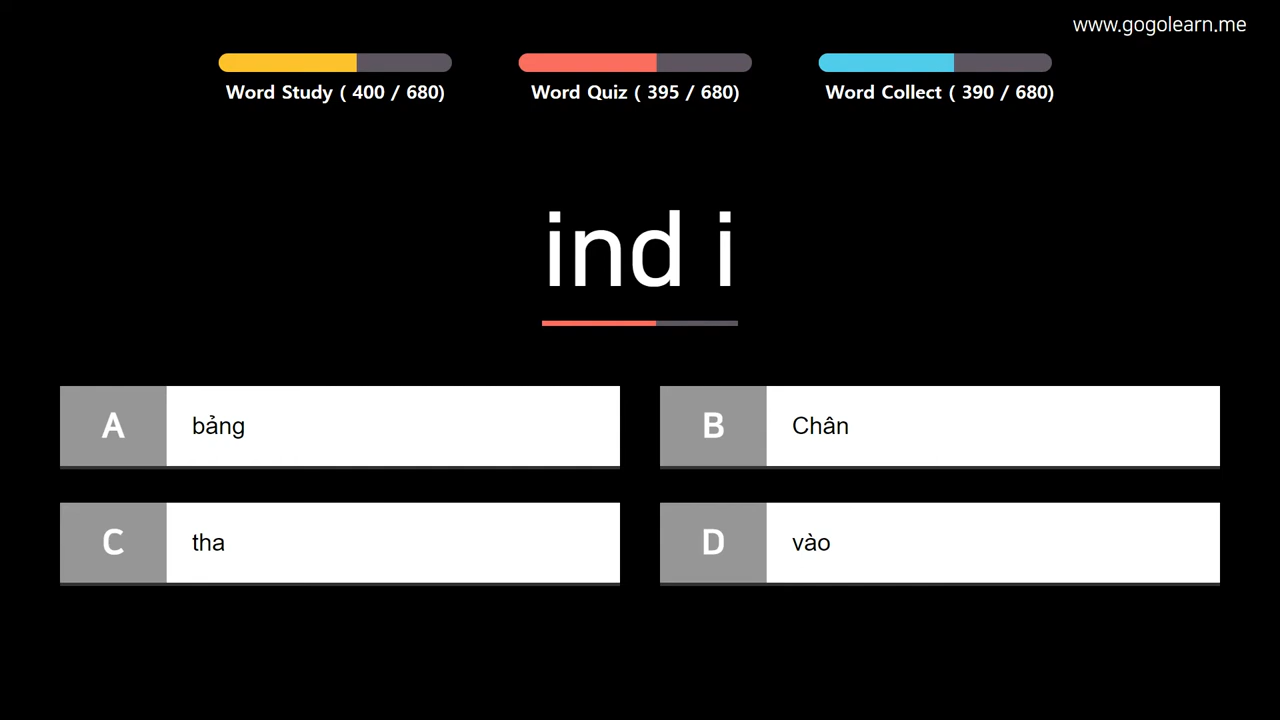 www.gogolearn.me
Word Study ( 400 / 680)
Word Quiz ( 395 / 680)
Word Collect ( 390 / 680)
ind i
A bảng
B Chân
C tha
D vào